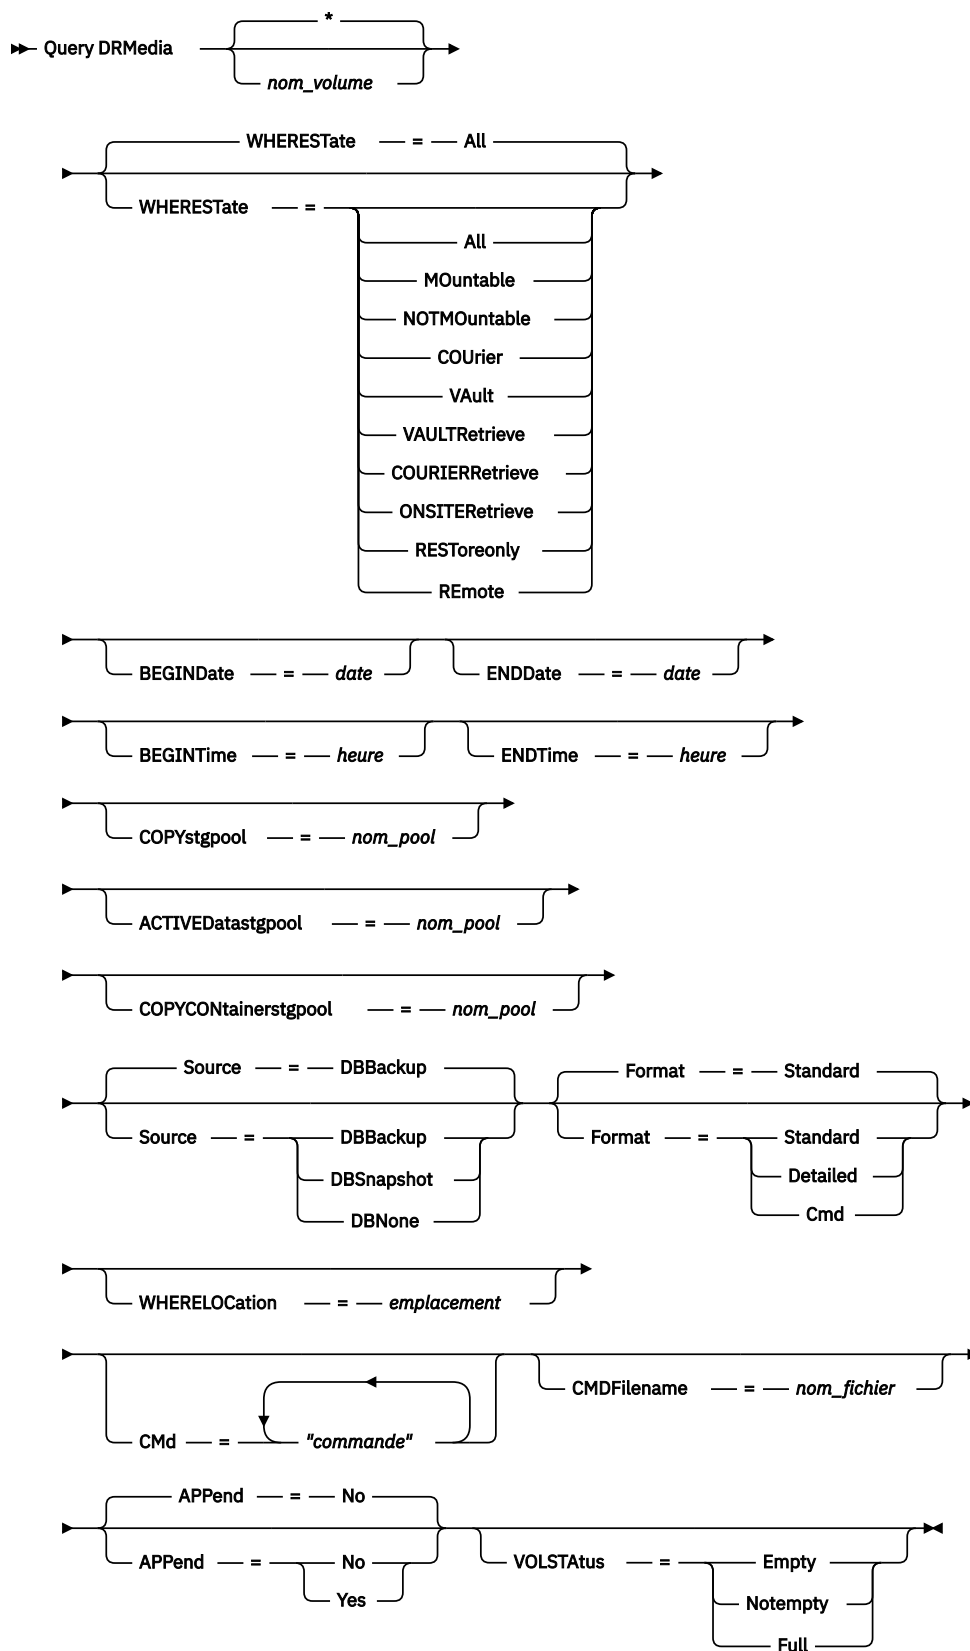 *
Query DRMedia
nom_volume
WHERESTate = All
WHERESTate =
All
MOuntable
NOTMOuntable
COUrier
VAult
VAULTRetrieve
COURIERRetrieve
ONSITERetrieve
RESToreonly
REmote
BEGINDate = date ENDDate = date
BEGINTime = heure ENDTime = heure
COPYstgpool = nom_pool
ACTIVEDatastgpool = nom_pool
COPYCONtainerstgpool = nom_pool
Source = DBBackup Format = Standard
Source = DBBackup Format = Standard
DBSnapshot Detailed
DBNone Cmd
WHERELOCation = emplacement
CMDFilename = nom_fichier
CMd = "commande"
APPend = No
APPend = No VOLSTAtus = Empty
Yes Notempty
Full